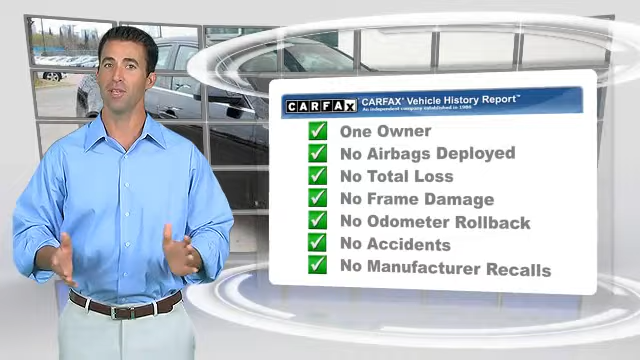 CARFAX CARFAX® Vehicle History Report™
An independent company established in 1986
One Owner
No Airbags Deployed
No Total Loss
No Frame Damage
No Odometer Rollback
No Accidents
No Manufacturer Recalls